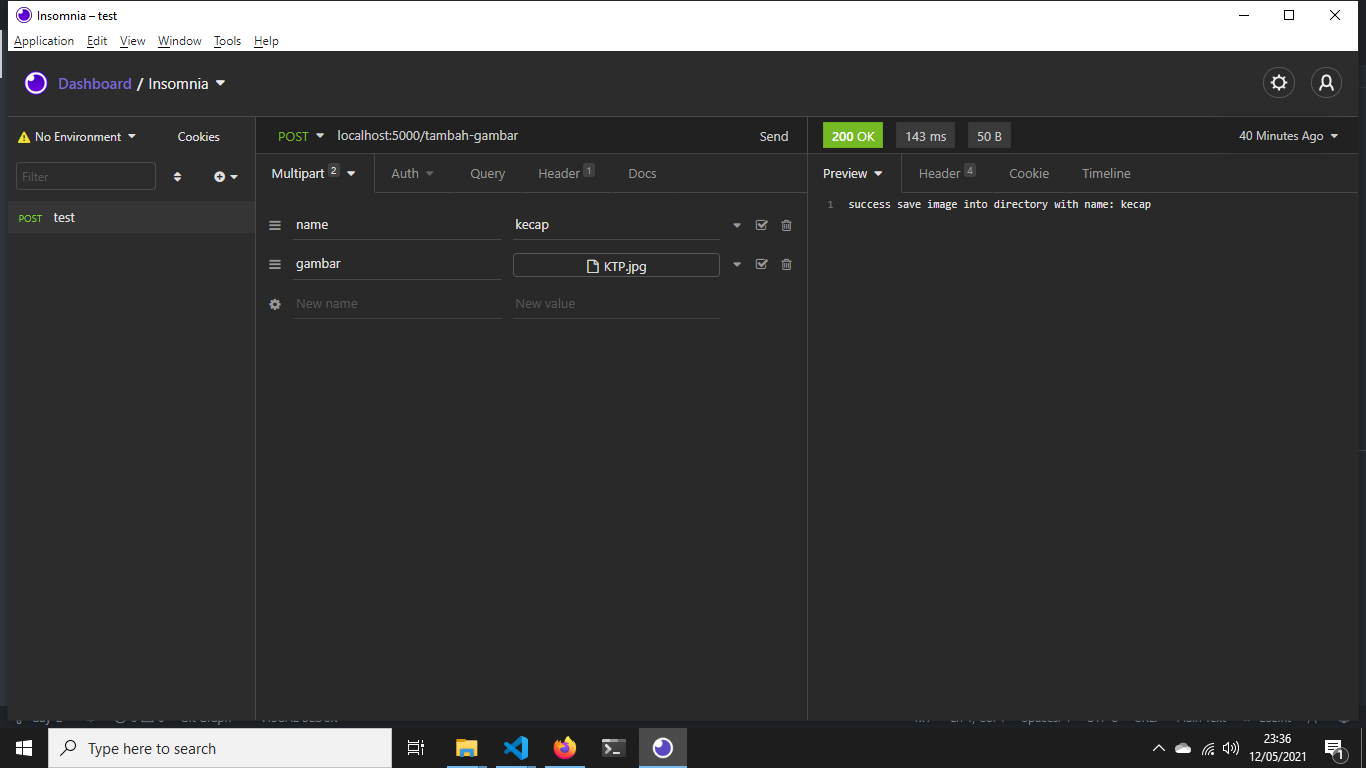 Insomnia – test
Application Edit View Window Tools Help
Dashboard / Insomnia
No Environment Cookies
POST localhost:5000/tambah-gambar Send
200 OK 143 ms 50 B 40 Minutes Ago
Filter
Multipart 2 Auth Query Header 1 Docs
Preview Header 4 Cookie Timeline
POST test
name kecap
gambar KTP.jpg
New name New value
1 success save image into directory with name: kecap
Type here to search
23:36
12/05/2021
1